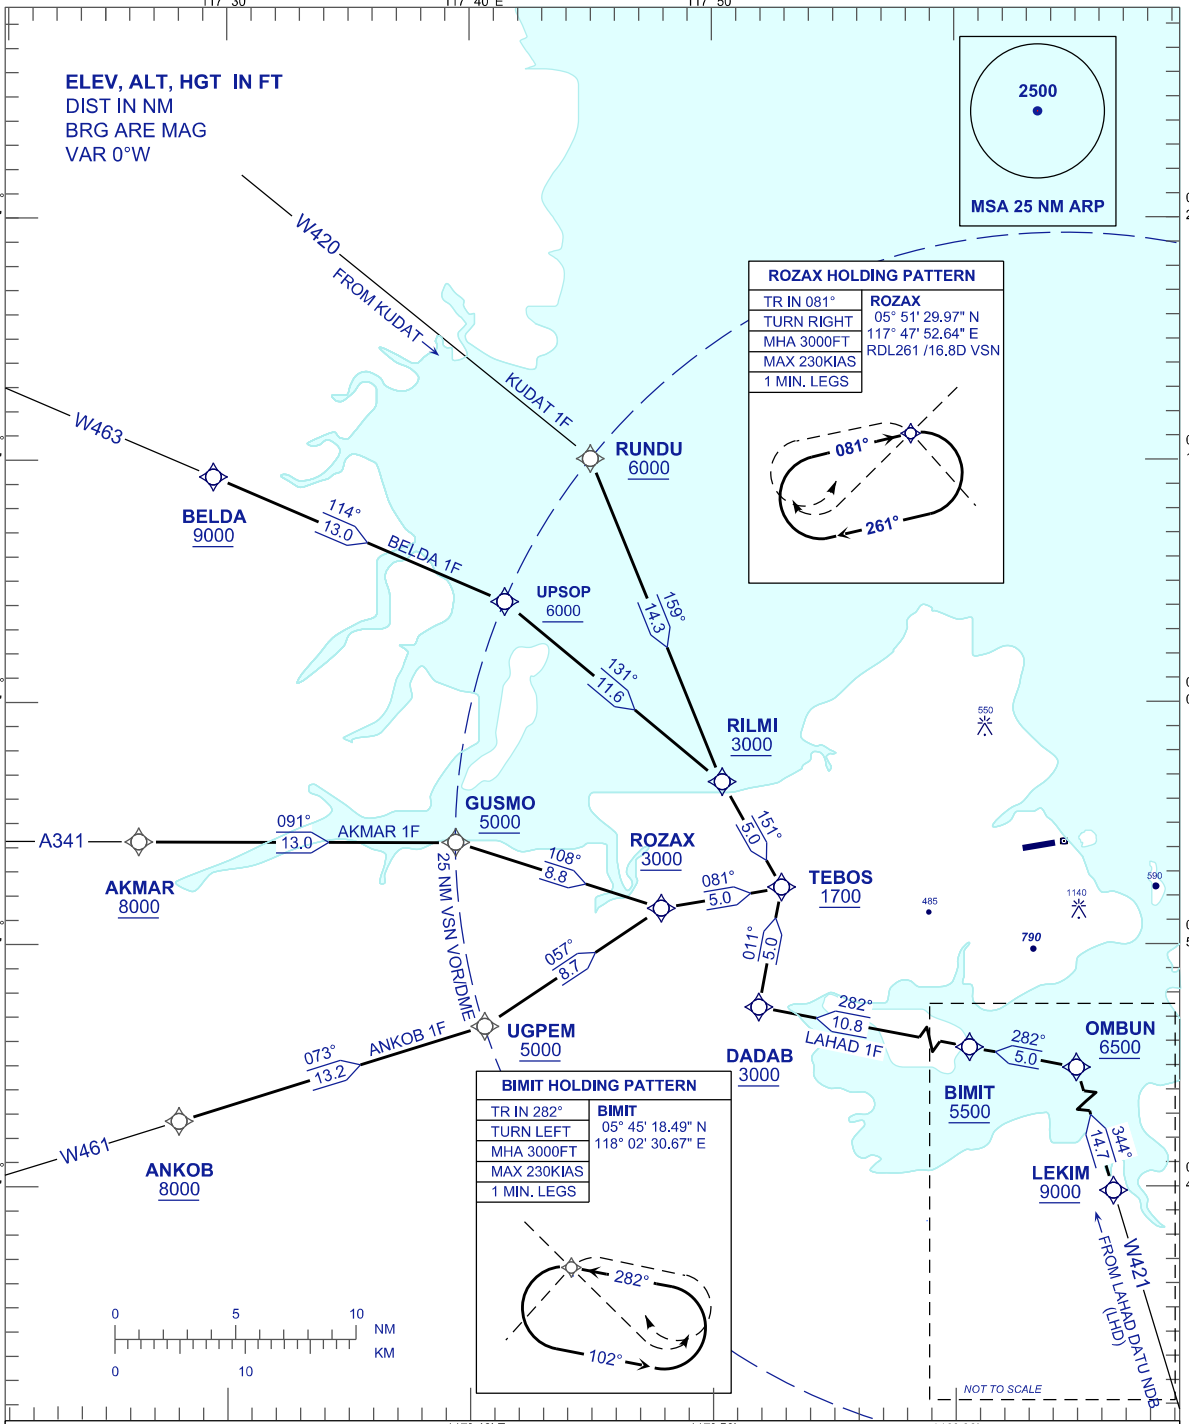 117° 30'
117° 40' E
117° 50'
ELEV, ALT, HGT IN FT
DIST IN NM
BRG ARE MAG
VAR 0°W
2500
MSA 25 NM ARP
W420
FROM KUDAT
KUDAT 1F
ROZAX HOLDING PATTERN
TR IN 081°
TURN RIGHT
MHA 3000FT
MAX 230KIAS
1 MIN. LEGS
ROZAX
05° 51' 29.97" N
117° 47' 52.64" E
RDL261 /16.8D VSN
081°
261°
W463
BELDA
9000
114°
13.0
BELDA 1F
RUNDU
6000
UPSOP
6000
159°
14.3
131°
11.6
RILMI
3000
550
A341
AKMAR
8000
091°
13.0
AKMAR 1F
GUSMO
5000
108°
8.8
ROZAX
3000
081°
5.0
151°
5.0
TEBOS
1700
485
1140
590
790
25 NM VSN VOR/DME
057°
8.7
011°
5.0
UGPEM
5000
ANKOB 1F
073°
13.2
W461
ANKOB
8000
DADAB
3000
282°
10.8
LAHAD 1F
BIMIT
5500
282°
5.0
OMBUN
6500
344°
14.7
LEKIM
9000
W421
FROM LAHAD DATU NDB
(LHD)
NOT TO SCALE
BIMIT HOLDING PATTERN
TR IN 282°
TURN LEFT
MHA 3000FT
MAX 230KIAS
1 MIN. LEGS
BIMIT
05° 45' 18.49" N
118° 02' 30.67" E
282°
102°
0 5 10 NM
KM
0 10